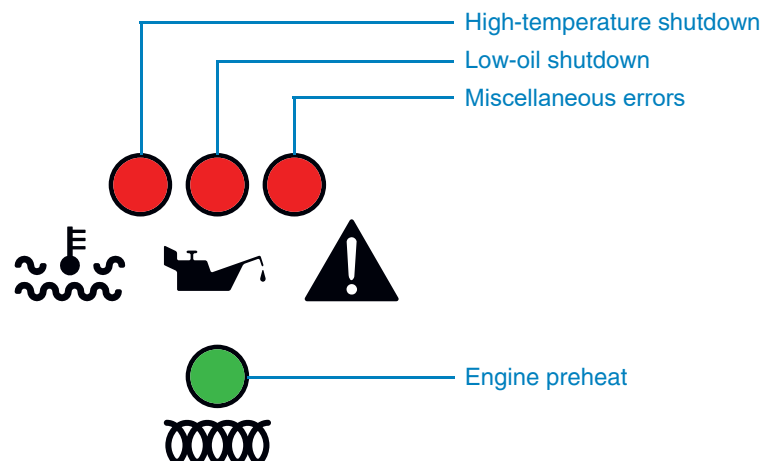 High-temperature shutdown
Low-oil shutdown
Miscellaneous errors
Engine preheat